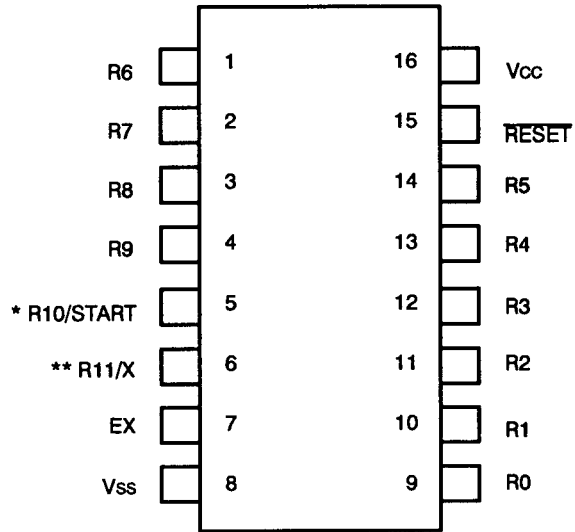 R6 1 16 Vcc
R7 2 15 RESET
R8 3 14 R5
R9 4 13 R4
* R10/START 5 12 R3
** R11/X 6 11 R2
EX 7 10 R1
Vss 8 9 R0